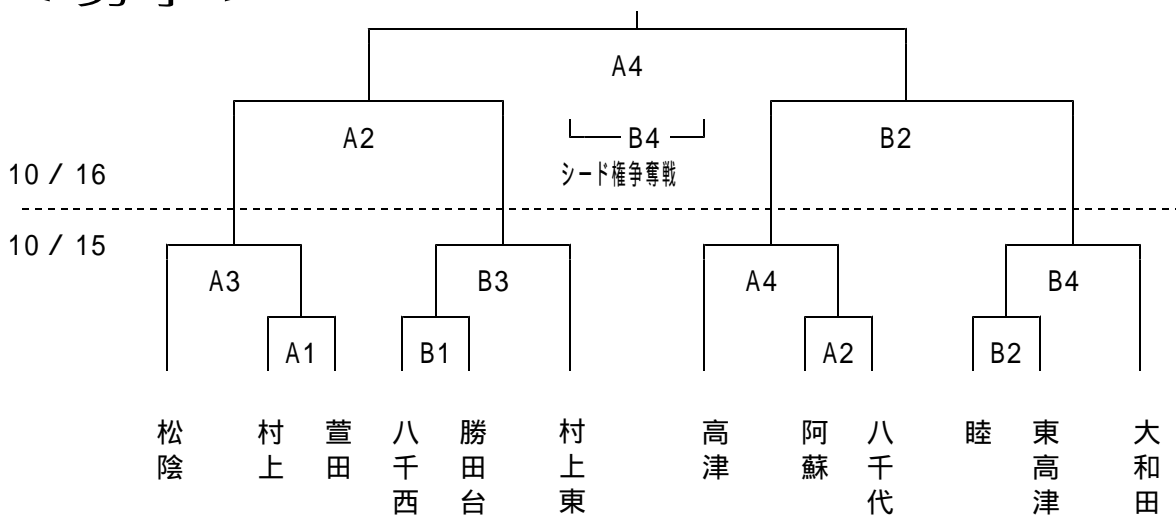 A4
A2
B4
B2
シード権争奪戦
10 / 16
10 / 15
A3
B3
A4
B4
A1
B1
A2
B2
松陰
村上
萱田
八千西
勝田台
村上東
高津
阿蘇
八千代
睦
東高津
大和田